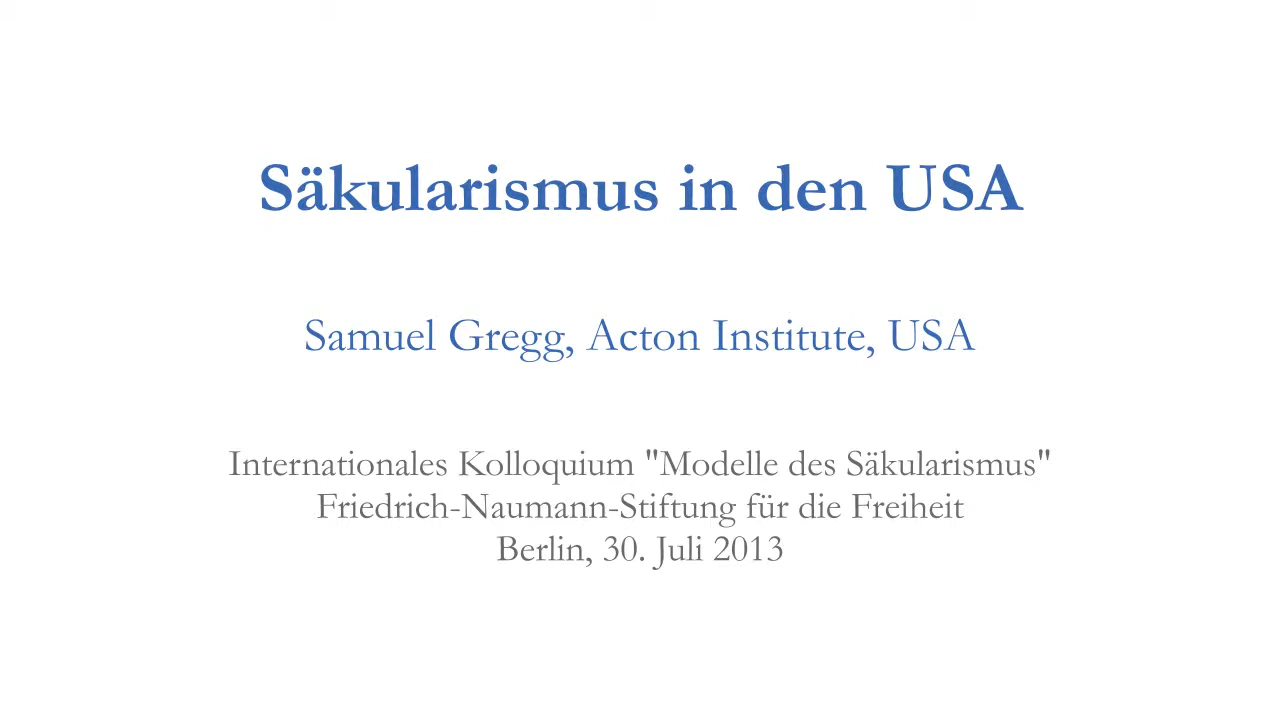 Säkularismus in den USA
Samuel Gregg, Acton Institute, USA
Internationales Kolloquium "Modelle des Säkularismus"
Friedrich-Naumann-Stiftung für die Freiheit
Berlin, 30. Juli 2013